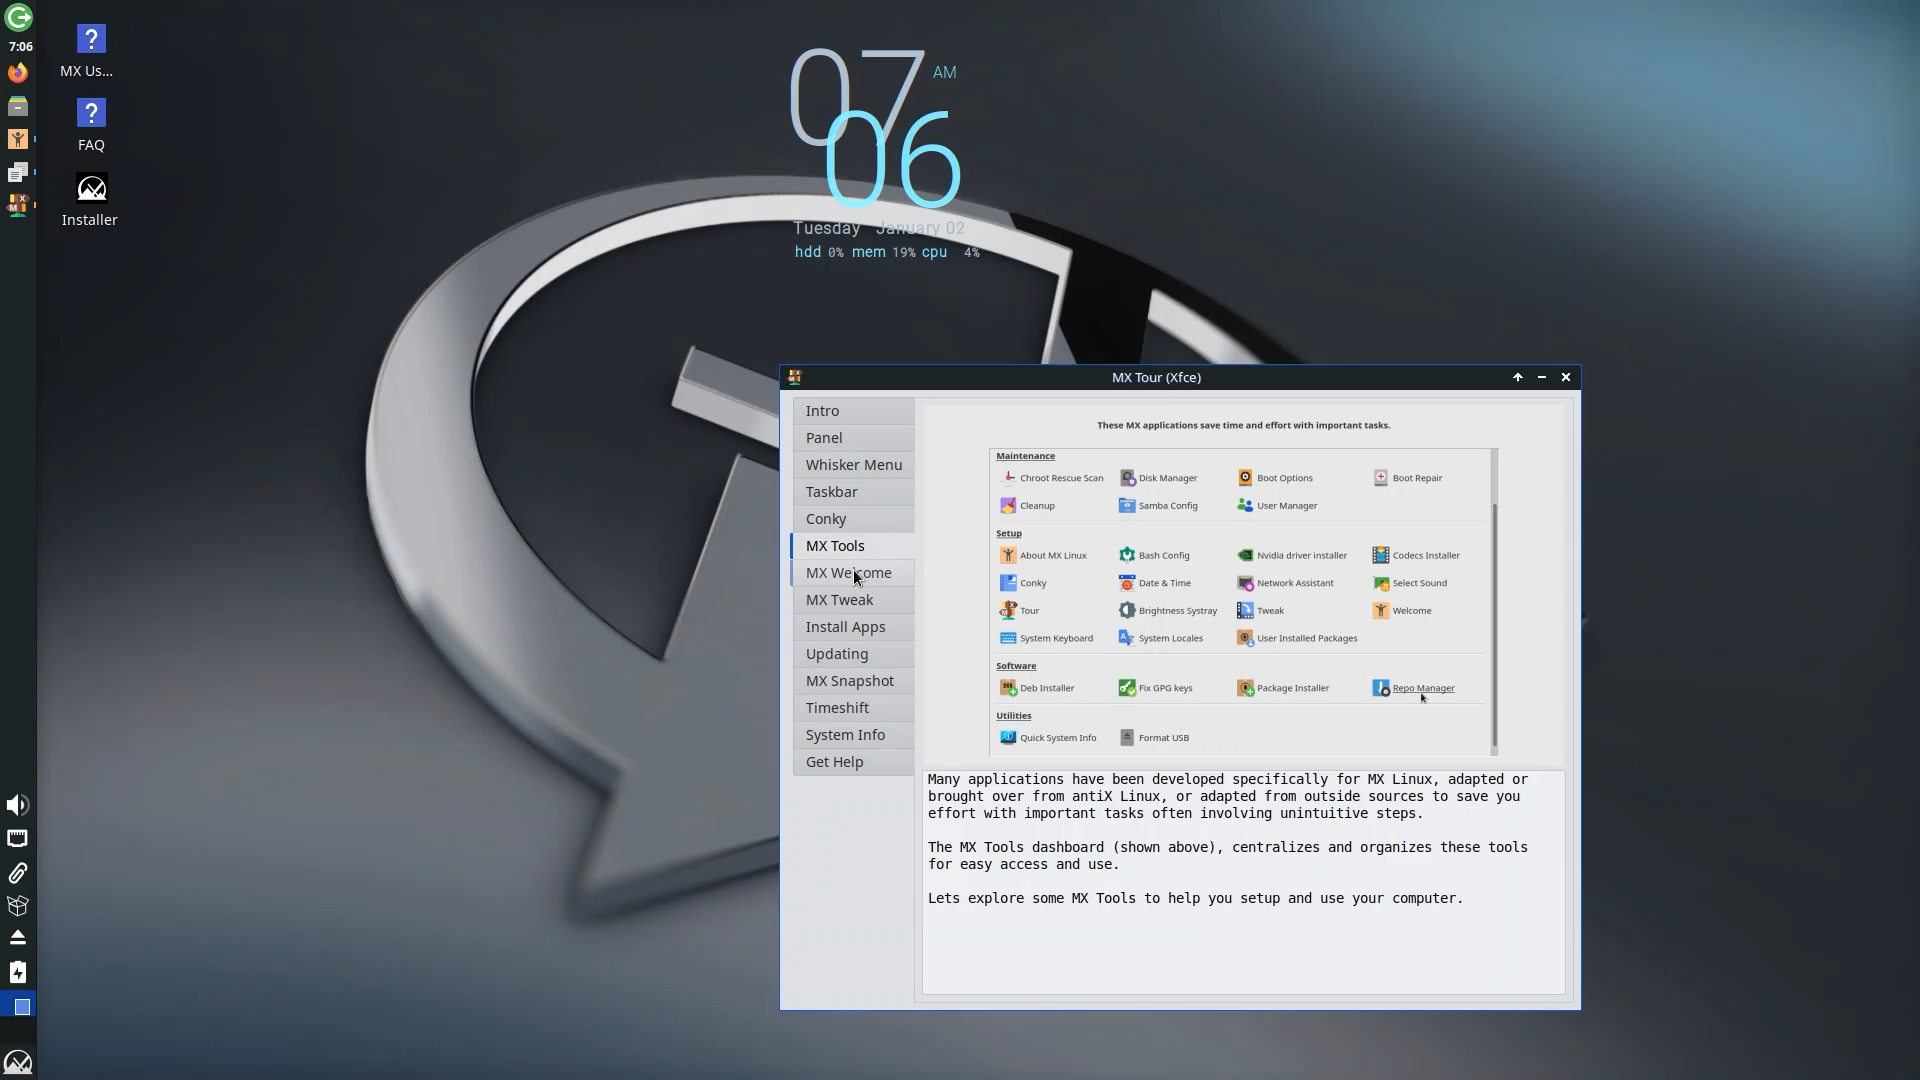 7:06
MX Us...
FAQ
Installer
07 AM
06
Tuesday January 02
hdd 0% mem 19% cpu 4%
MX Tour (Xfce)
Intro
Panel
Whisker Menu
Taskbar
Conky
MX Tools
MX Welcome
MX Tweak
Install Apps
Updating
MX Snapshot
Timeshift
System Info
Get Help
These MX applications save time and effort with important tasks.
Maintenance
Chroot Rescue Scan Disk Manager Boot Options Boot Repair
Cleanup Samba Config User Manager
Setup
About MX Linux Bash Config Nvidia driver installer Codecs Installer
Conky Date & Time Network Assistant Select Sound
Tour Brightness Systray Tweak Welcome
System Keyboard System Locales User Installed Packages
Software
Deb Installer Fix GPG keys Package Installer Repo Manager
Utilities
Quick System Info Format USB
Many applications have been developed specifically for MX Linux, adapted or
brought over from antiX Linux, or adapted from outside sources to save you
effort with important tasks often involving unintuitive steps.
The MX Tools dashboard (shown above), centralizes and organizes these tools
for easy access and use.
Lets explore some MX Tools to help you setup and use your computer.